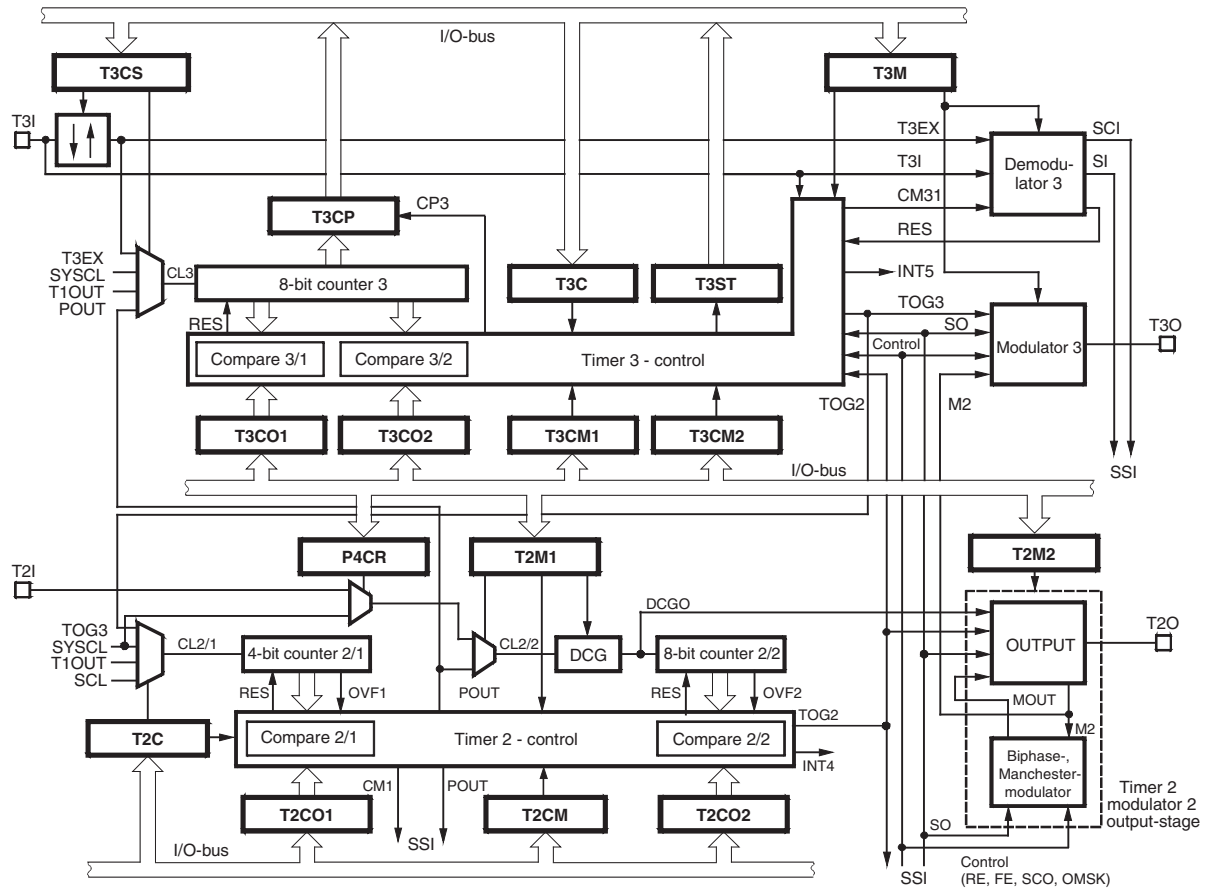 I/O-bus
T3CS
T3M
T3I
T3EX
SCI
T3I
SI
Demodu-
lator 3
CM31
T3CP
CP3
RES
T3EX
SYSCL
T1OUT
POUT
CL3
8-bit counter 3
T3C
T3ST
INT5
RES
TOG3
SO
T3O
Compare 3/1
Compare 3/2
Timer 3 - control
Control
Modulator 3
TOG2
M2
T3CO1
T3CO2
T3CM1
T3CM2
I/O-bus
SSI
P4CR
T2M1
T2M2
T2I
DCGO
TOG3
SYSCL
T1OUT
SCL
CL2/1
4-bit counter 2/1
CL2/2
DCG
8-bit counter 2/2
OUTPUT
T2O
RES
OVF1
POUT
RES
OVF2
MOUT
TOG2
M2
T2C
Compare 2/1
Timer 2 - control
Compare 2/2
INT4
Biphase-,
Manchester-
modulator
CM1
POUT
Timer 2
modulator 2
output-stage
T2CO1
T2CM
T2CO2
SSI
SO
I/O-bus
SSI
Control
(RE, FE, SCO, OMSK)